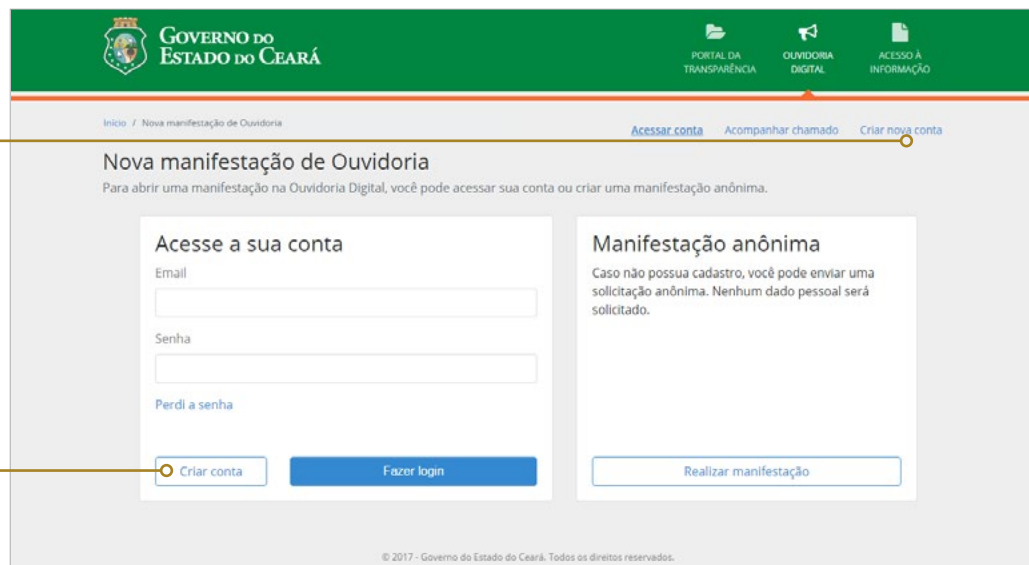 GOVERNO DO
ESTADO DO CEARÁ
PORTAL DA
TRANSPARÊNCIA
OUVIDORIA
DIGITAL
ACESSO À
INFORMAÇÃO
Início / Nova manifestação de Ouvidoria
Acessar conta Acompanhar chamado Criar nova conta
Nova manifestação de Ouvidoria
Para abrir uma manifestação na Ouvidoria Digital, você pode acessar sua conta ou criar uma manifestação anônima.
Acesse a sua conta
Email
Senha
Perdi a senha
Criar conta
Fazer login
Manifestação anônima
Caso não possua cadastro, você pode enviar uma
solicitação anônima. Nenhum dado pessoal será
solicitado.
Realizar manifestação
© 2017 - Governo do Estado do Ceará. Todos os direitos reservados.